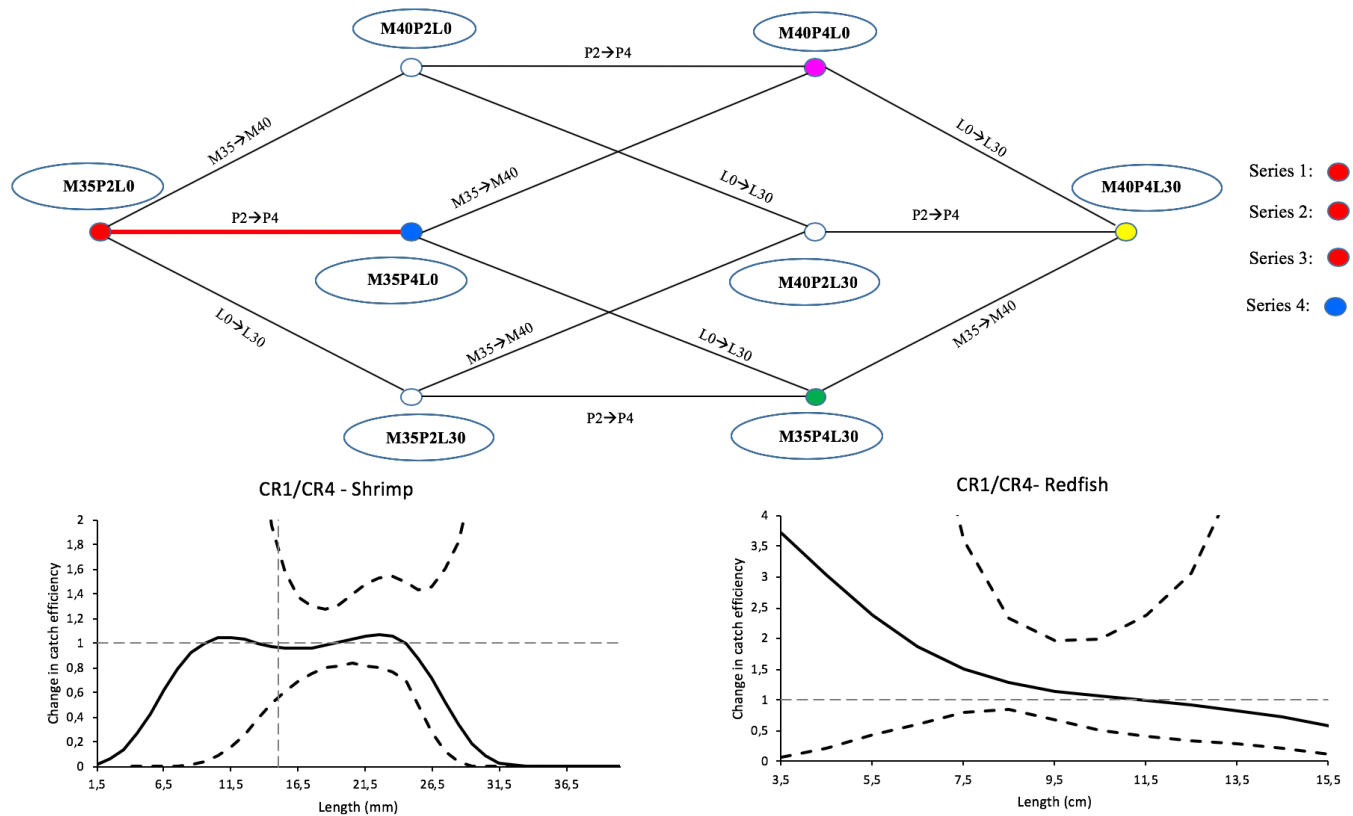 M40P2L0
M40P4L0
P2→P4
M35→M40
L0→L30
M35P2L0
M35→M40
M40P4L30
Series 1:
L0→L30
P2→P4
P2→P4
Series 2:
M35P4L0
M40P2L30
Series 3:
Series 4:
L0→L30
M35→M40
L0→L30
M35→M40
P2→P4
M35P2L30
M35P4L30
CR1/CR4 - Shrimp
Change in catch efficiency
2
1,8
1,6
1,4
1,2
1
0,8
0,6
0,4
0,2
0
1,5 6,5 11,5 16,5 21,5 26,5 31,5 36,5
Length (mm)
CR1/CR4- Redfish
Change in catch efficiency
4
3,5
3
2,5
2
1,5
1
0,5
0
3,5 5,5 7,5 9,5 11,5 13,5 15,5
Length (cm)